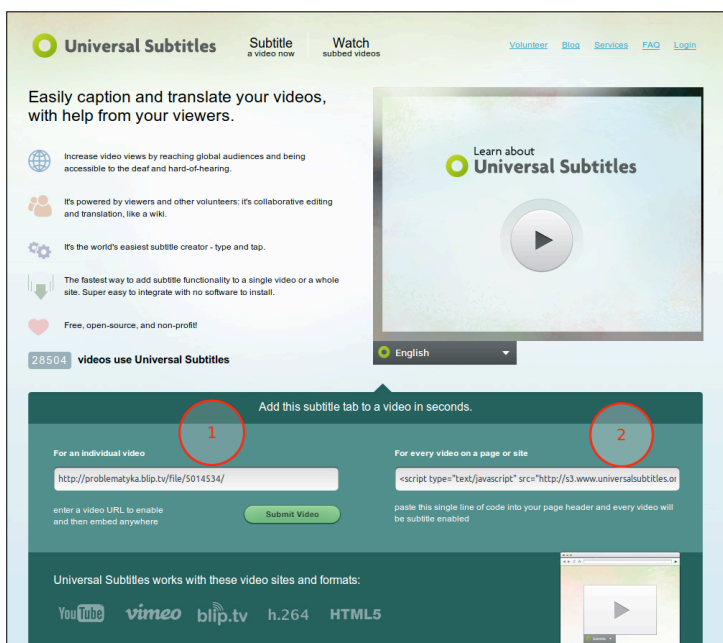 Universal Subtitles
Subtitle
a video now
Watch
subbed videos
Volunteer Blog Services FAQ Login
Easily caption and translate your videos,
with help from your viewers.
Increase video views by reaching global audiences and being
accessible to the deaf and hard-of-hearing.
It's powered by viewers and other volunteers: it's collaborative editing
and translation, like a wiki.
It's the world's easiest subtitle creator - type and tap.
The fastest way to add subtitle functionality to a single video or a whole
site. Super easy to integrate with no software to install.
Free, open-source, and non-profit!
28504 videos use Universal Subtitles
Learn about
Universal Subtitles
English
Add this subtitle tab to a video in seconds.
1
For an individual video
http://problematyka.blip.tv/file/5014534/
enter a video URL to enable
and then embed anywhere
Submit Video
2
For every video on a page or site
<script type="text/javascript" src="http://s3.www.universalsubtitles.or
paste this single line of code into your page header and every video will
be subtitle enabled
Universal Subtitles works with these video sites and formats:
YouTube vimeo blip.tv h.264 HTML5